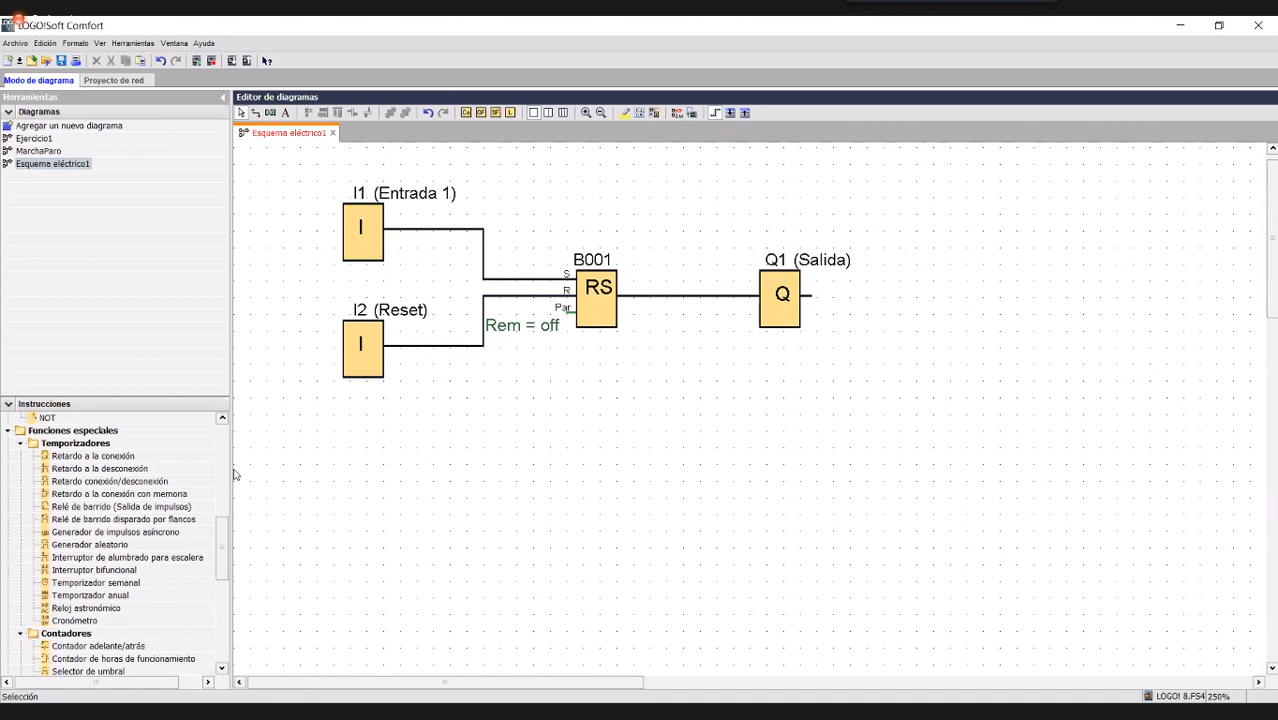 LOGO!Soft Comfort
Archivo Edición Formato Ver Herramientas Ventana Ayuda
Modo de diagrama Proyecto de red
Herramientas
Editor de diagramas
Diagramas
Agregar un nuevo diagrama
Ejercicio1
MarchaParo
Esquema eléctrico1
Esquema eléctrico1
I1 (Entrada 1)
I
B001
Q1 (Salida)
S
R
Par
RS
Q
I2 (Reset)
Rem = off
I
Instrucciones
NOT
Funciones especiales
Temporizadores
Retardo a la conexión
Retardo a la desconexión
Retardo conexión/desconexión
Retardo a la conexión con memoria
Relé de barrido (Salida de impulsos)
Relé de barrido disparado por flancos
Generador de impulsos asíncrono
Generador aleatorio
Interruptor de alumbrado para escalera
Interruptor bifuncional
Temporizador semanal
Temporizador anual
Reloj astronómico
Cronómetro
Contadores
Contador adelante/atrás
Contador de horas de funcionamiento
Selector de umbral
Selección
LOGO! 8.FS4 250%